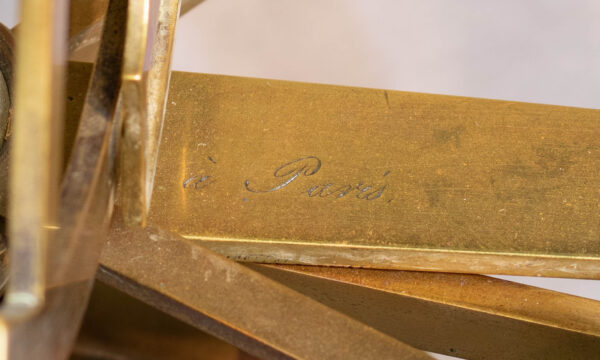 à Paris.